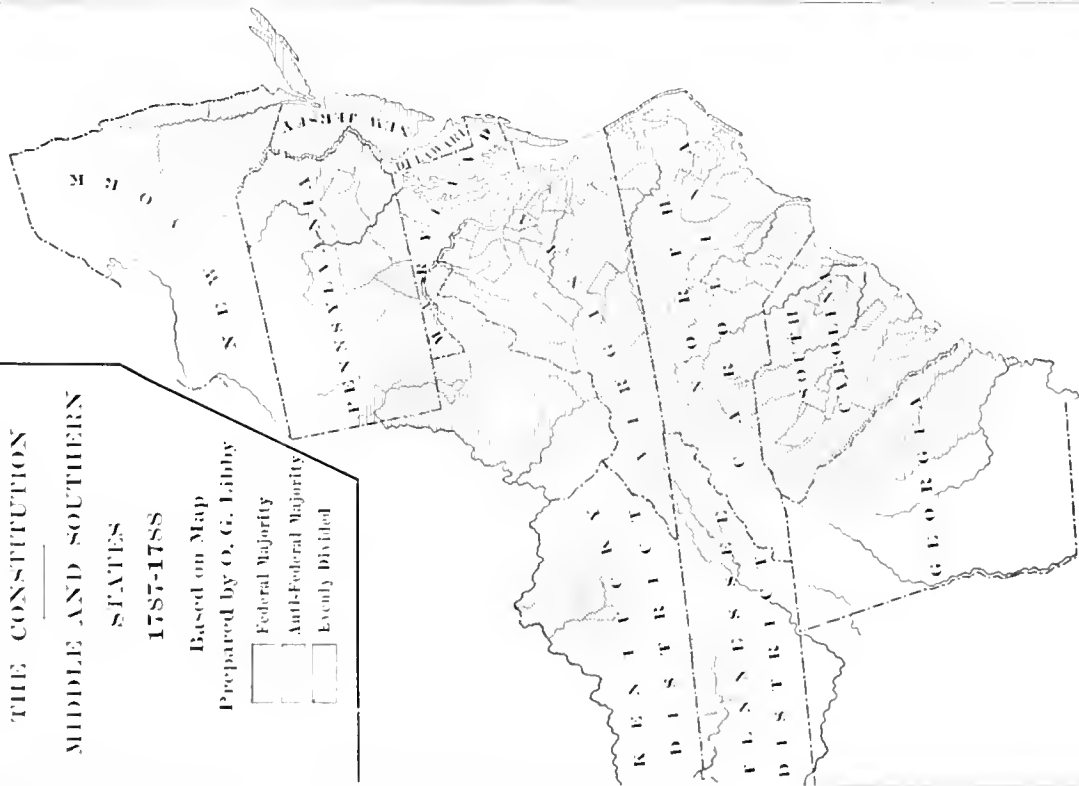 THE CONSTITUTION
MIDDLE AND SOUTHERN
STATES
1787-1788
Based on Map
Prepared by O. G. Libby
Federal Majority
Anti-Federal Majority
Evenly Divided
NEW YORK
NEW JERSEY
PENNSYLVANIA
DELAWARE
MARYLAND
VIRGINIA
KENTUCKY
DISTRICT
NORTH
CAROLINA
TENNESSEE
DISTRICT
SOUTH
CAROLINA
GEORGIA